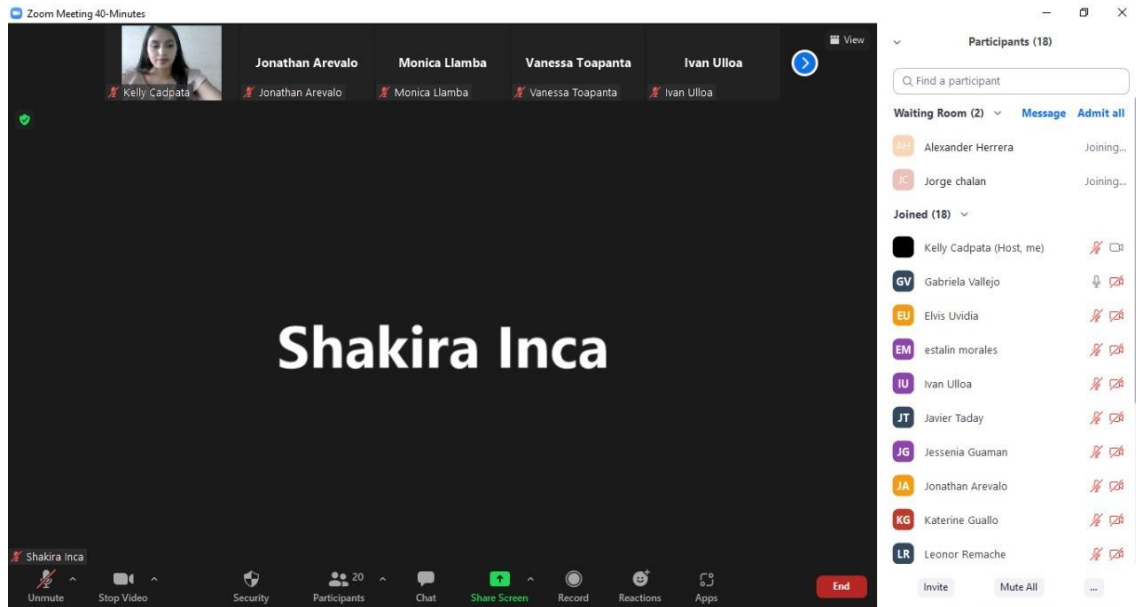 Zoom Meeting 40-Minutes
View
Jonathan Arevalo
Monica Llamba
Vanessa Toapanta
Ivan Ulloa
Kelly Cadpata
Jonathan Arevalo
Monica Llamba
Vanessa Toapanta
Ivan Ulloa
Shakira Inca
Shakira Inca
Unmute
Stop Video
Security
20
Participants
Chat
Share Screen
Record
Reactions
Apps
End
Participants (18)
Find a participant
Waiting Room (2) Message Admit all
AH Alexander Herrera Joining...
JC Jorge chalan Joining...
Joined (18)
Kelly Cadpata (Host, me)
GV Gabriela Vallejo
EU Elvis Uvidia
EM estalin morales
IU Ivan Ulloa
JT Javier Taday
JG Jessenia Guaman
JA Jonathan Arevalo
KG Katerine Guallo
LR Leonor Remache
Invite Mute All ...